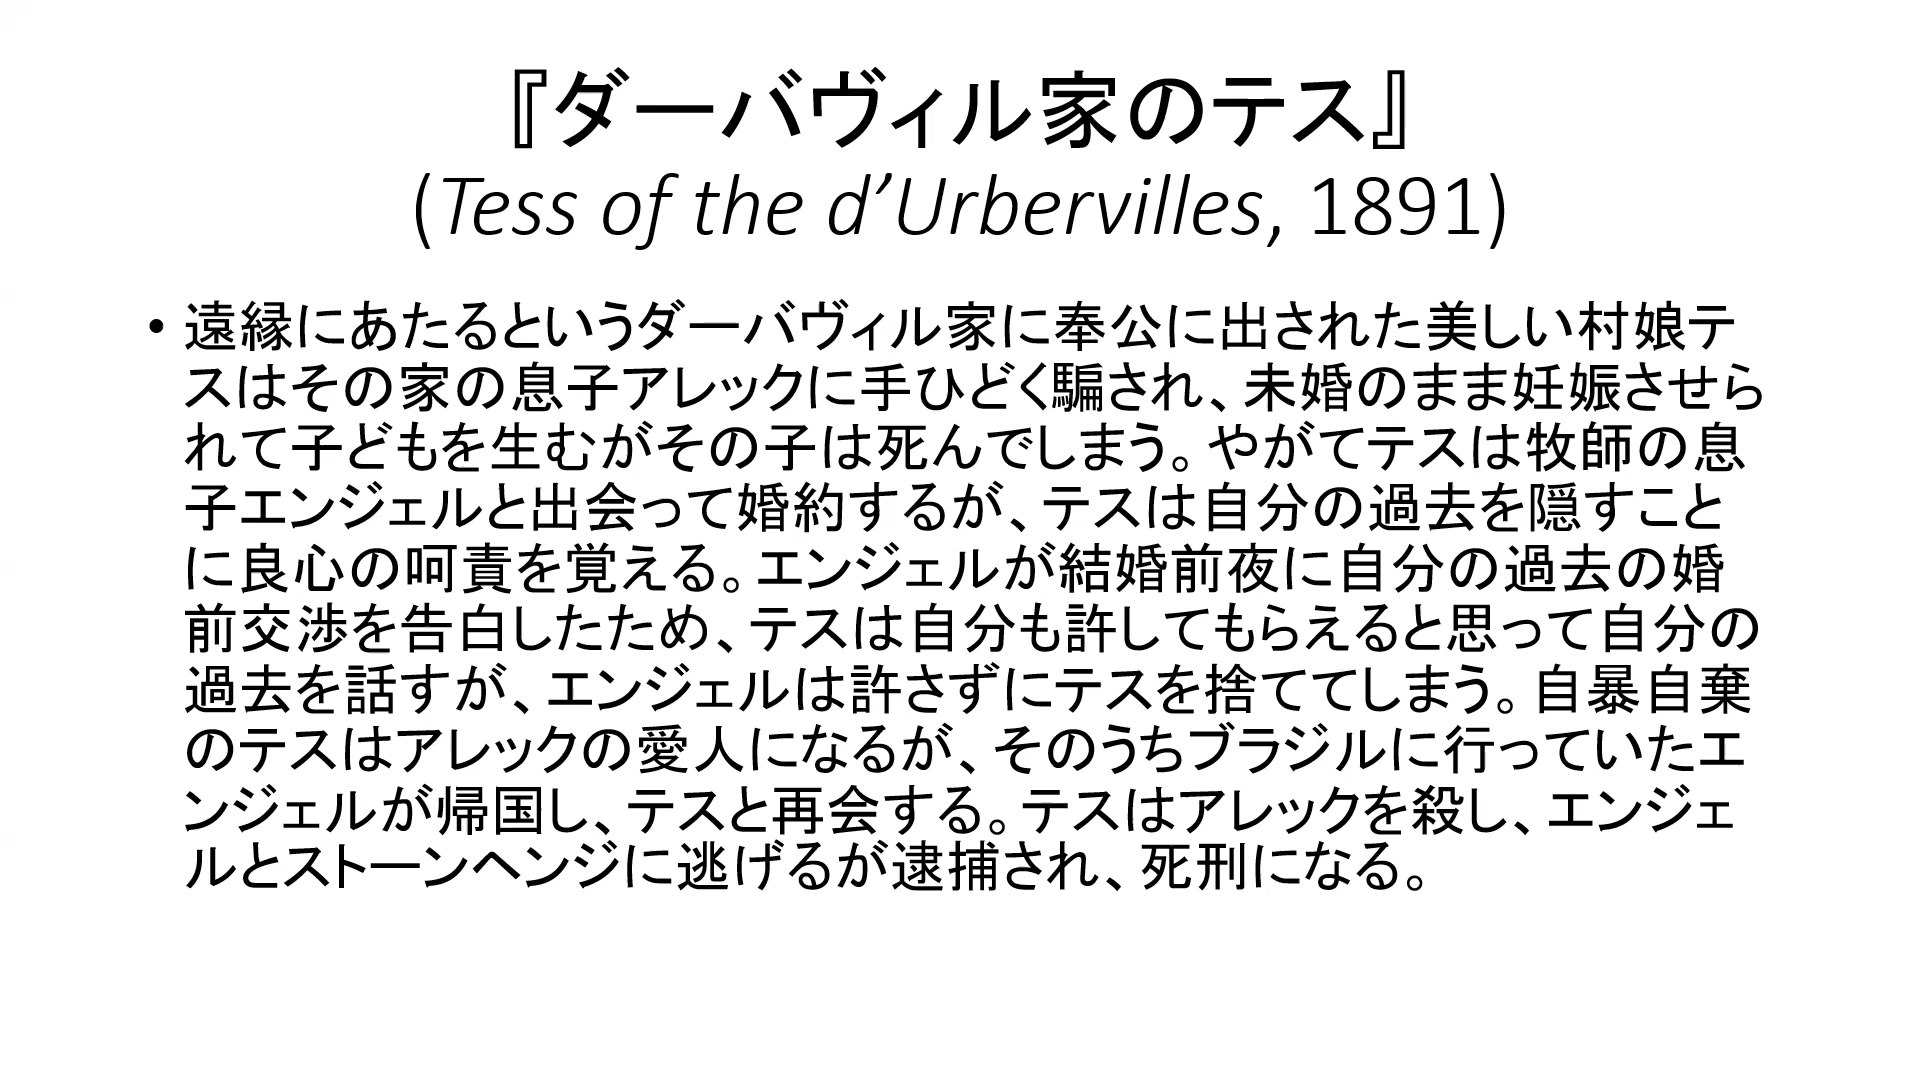 『ダーバヴィル家のテス』
(Tess of the d’Urbervilles, 1891)
• 遠縁にあたるというダーバヴィル家に奉公に出された美しい村娘テ
スはその家の息子アレックに手ひどく騙され、未婚のまま妊娠させら
れて子どもを生むがその子は死んでしまう。やがてテスは牧師の息
子エンジェルと出会って婚約するが、テスは自分の過去を隠すこと
に良心の呵責を覚える。エンジェルが結婚前夜に自分の過去の婚
前交渉を告白したため、テスは自分も許してもらえると思って自分の
過去を話すが、エンジェルは許さずにテスを捨ててしまう。自暴自棄
のテスはアレックの愛人になるが、そのうちブラジルに行っていたエ
ンジェルが帰国し、テスと再会する。テスはアレックを殺し、エンジェ
ルとストーンヘンジに逃げるが逮捕され、死刑になる。